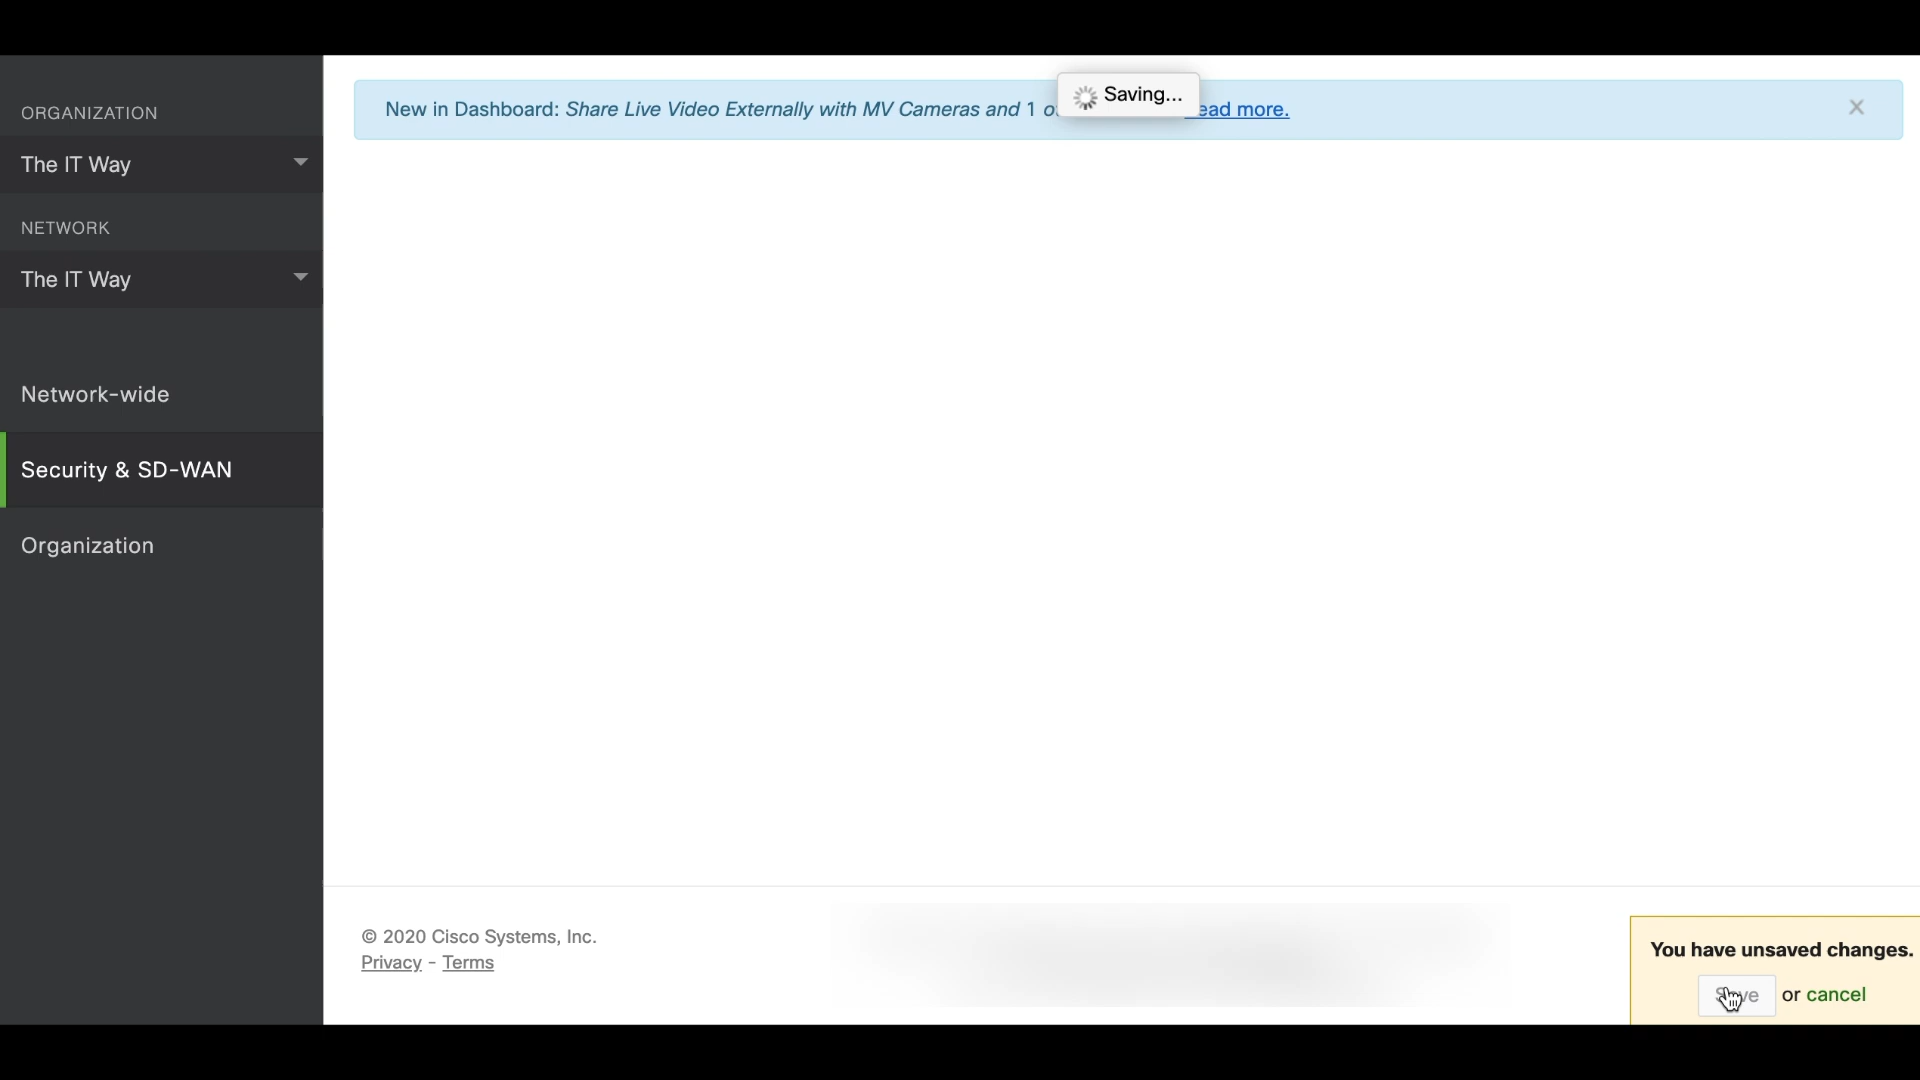 ORGANIZATION
The IT Way
NETWORK
The IT Way
Network-wide
Security & SD-WAN
Organization
New in Dashboard: Share Live Video Externally with MV Cameras and 1
Saving...
more.
© 2020 Cisco Systems, Inc.
Privacy - Terms
You have unsaved changes.
Save or cancel